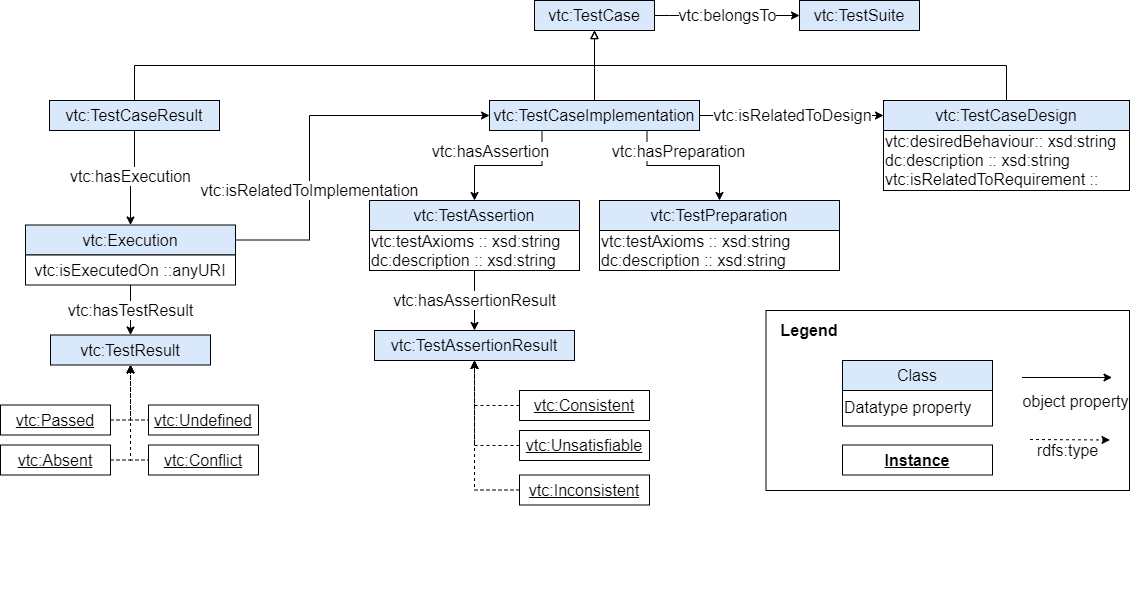 vtc:TestCase
vtc:belongsTo
vtc:TestSuite
vtc:TestCaseResult
vtc:TestCaseImplementation
vtc:isRelatedToDesign
vtc:TestCaseDesign
vtc:desiredBehaviour:: xsd:string
dc:description :: xsd:string
vtc:isRelatedToRequirement ::
vtc:hasAssertion
vtc:hasPreparation
vtc:hasExecution
vtc:isRelatedToImplementation
vtc:TestAssertion
vtc:testAxioms :: xsd:string
dc:description :: xsd:string
vtc:TestPreparation
vtc:testAxioms :: xsd:string
dc:description :: xsd:string
vtc:Execution
vtc:isExecutedOn ::anyURI
vtc:hasAssertionResult
vtc:hasTestResult
vtc:TestResult
vtc:TestAssertionResult
vtc:Passed
vtc:Undefined
vtc:Absent
vtc:Conflict
vtc:Consistent
vtc:Unsatisfiable
vtc:Inconsistent
Legend
Class
Datatype property
object property
Instance
rdfs:type